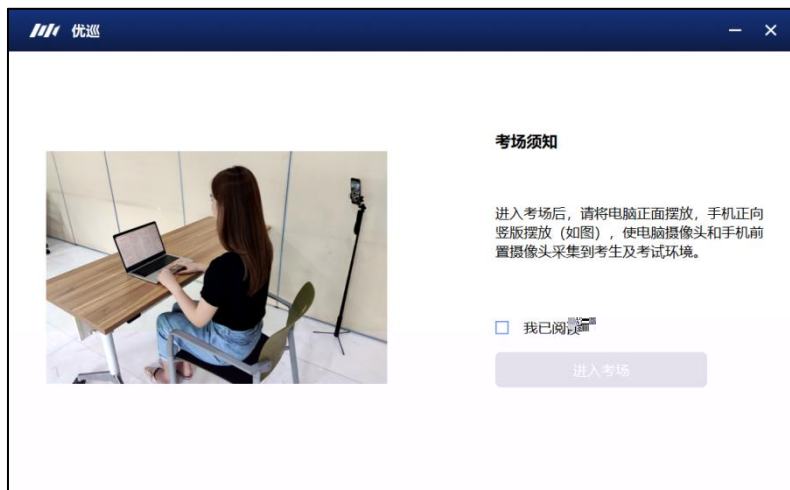 优巡
考场须知
进入考场后，请将电脑正面摆放，手机正向
竖版摆放（如图），使电脑摄像头和手机前
置摄像头采集到考生及考试环境。
我已阅读
进入考场